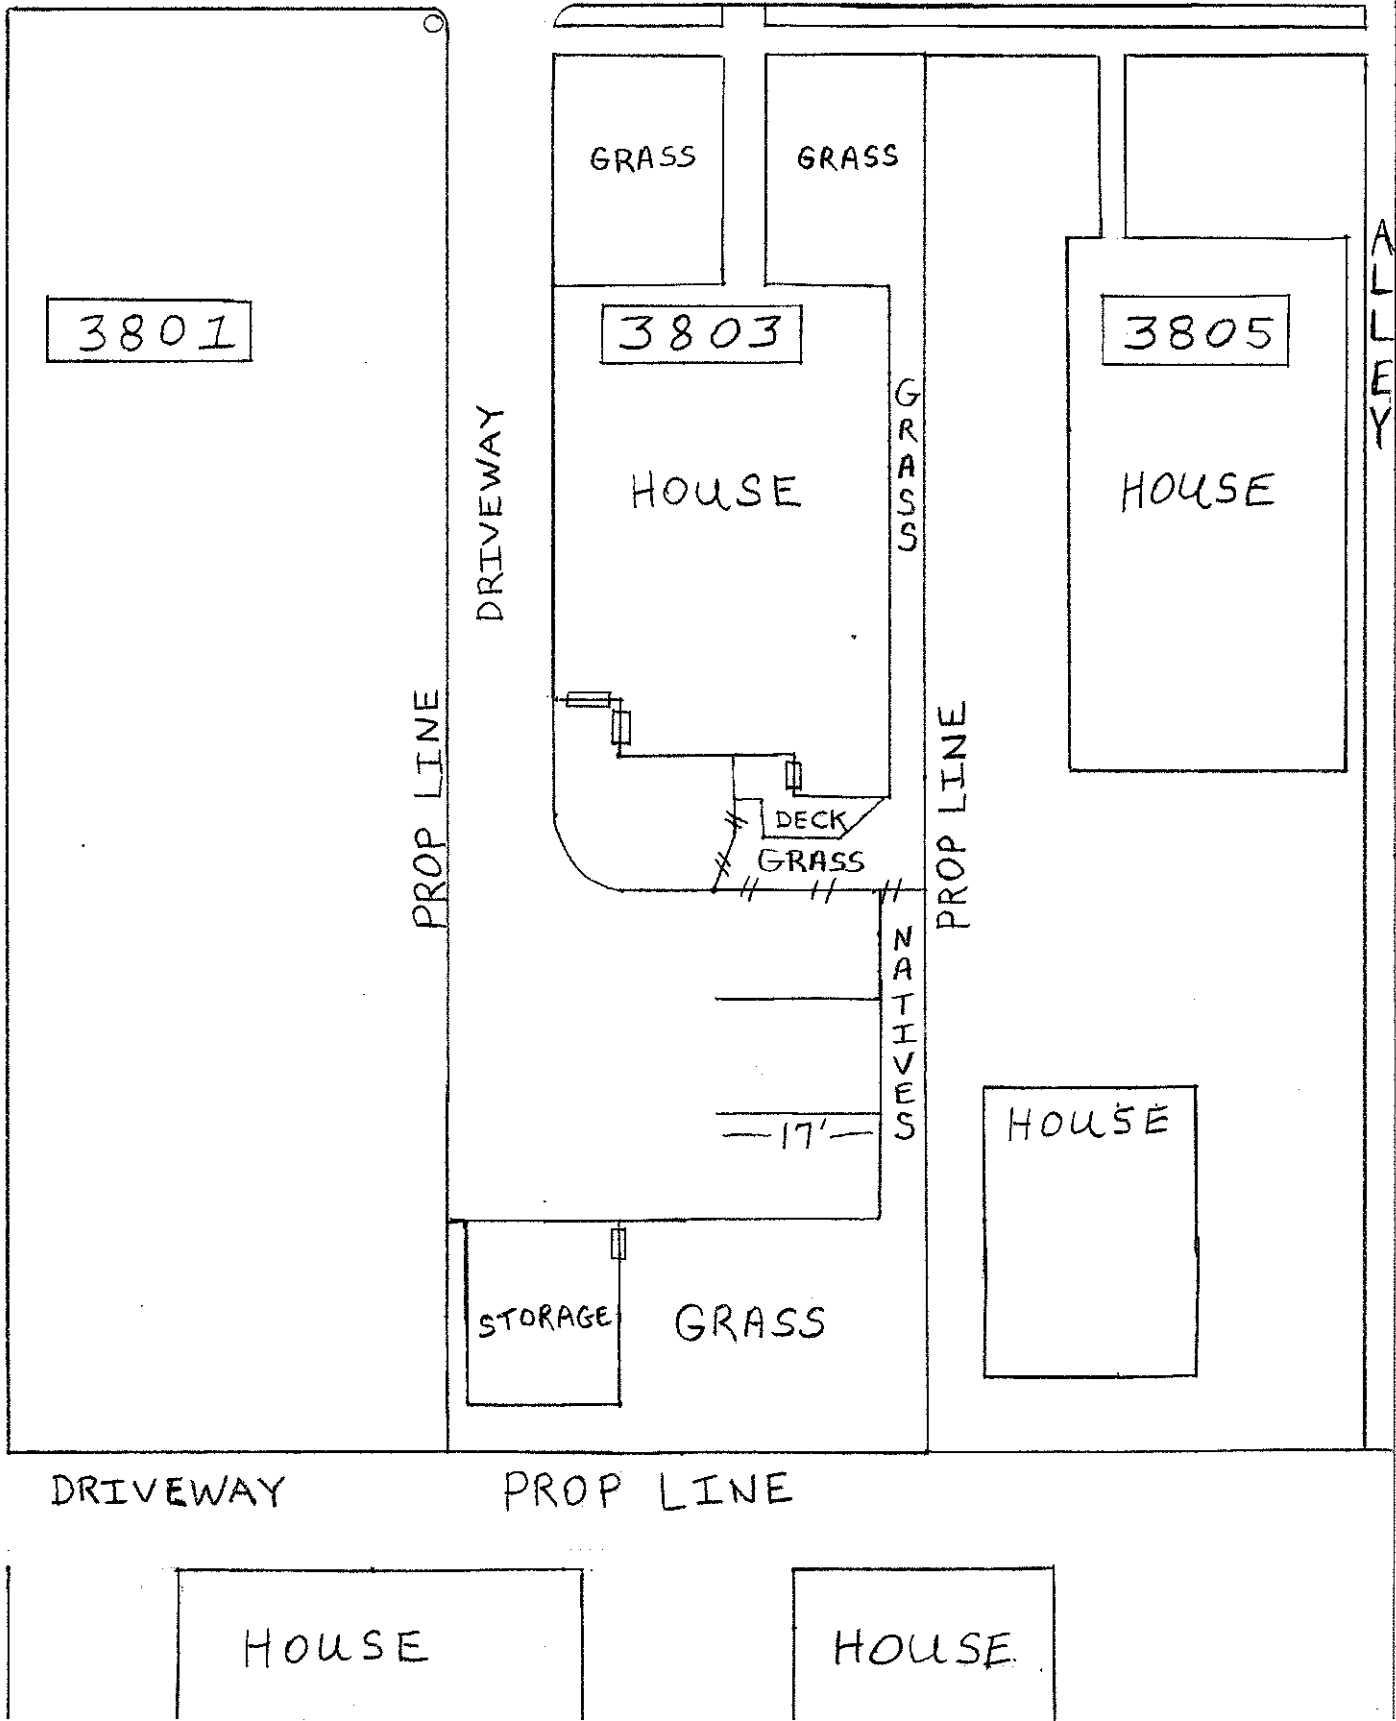 GRASS
GRASS
ALLEY
3801
3803
3805
GRASS
DRIVEWAY
HOUSE
HOUSE
PROP LINE
PROP LINE
DECK
GRASS
NATIVES
17'
HOUSE
STORAGE
GRASS
DRIVEWAY
PROP LINE
HOUSE
HOUSE